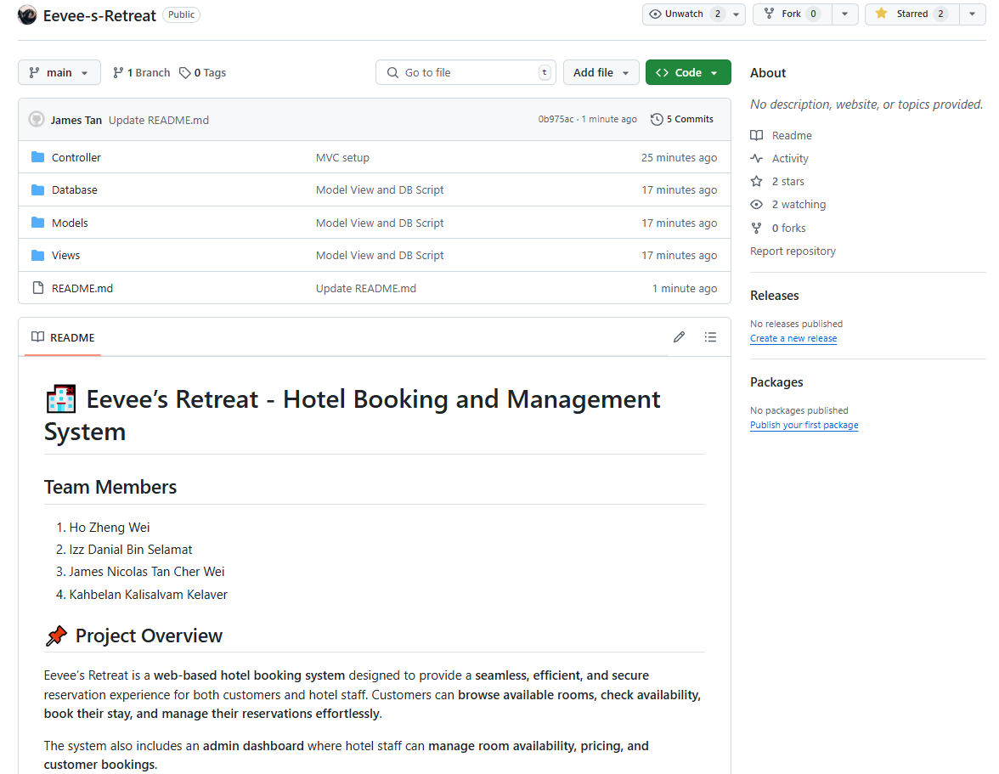 Eevee-s-Retreat Public Unwatch 2 Fork 0 Starred 2
main 1 Branch 0 Tags Go to file t Add file Code
James Tan Update README.md 0b975ac · 1 minute ago 5 Commits
Controller MVC setup 25 minutes ago
Database Model View and DB Script 17 minutes ago
Models Model View and DB Script 17 minutes ago
Views Model View and DB Script 17 minutes ago
README.md Update README.md 1 minute ago
README
🏨 Eevee’s Retreat - Hotel Booking and Management
System
Team Members
1. Ho Zheng Wei
2. Izz Danial Bin Selamat
3. James Nicolas Tan Cher Wei
4. Kahbelan Kalisalvam Kelaver
📌 Project Overview
Eevee’s Retreat is a web-based hotel booking system designed to provide a seamless, efficient, and secure
reservation experience for both customers and hotel staff. Customers can browse available rooms, check availability,
book their stay, and manage their reservations effortlessly.
The system also includes an admin dashboard where hotel staff can manage room availability, pricing, and
customer bookings.
About
No description, website, or topics provided.
Readme
Activity
2 stars
2 watching
0 forks
Report repository
Releases
No releases published
Create a new release
Packages
No packages published
Publish your first package